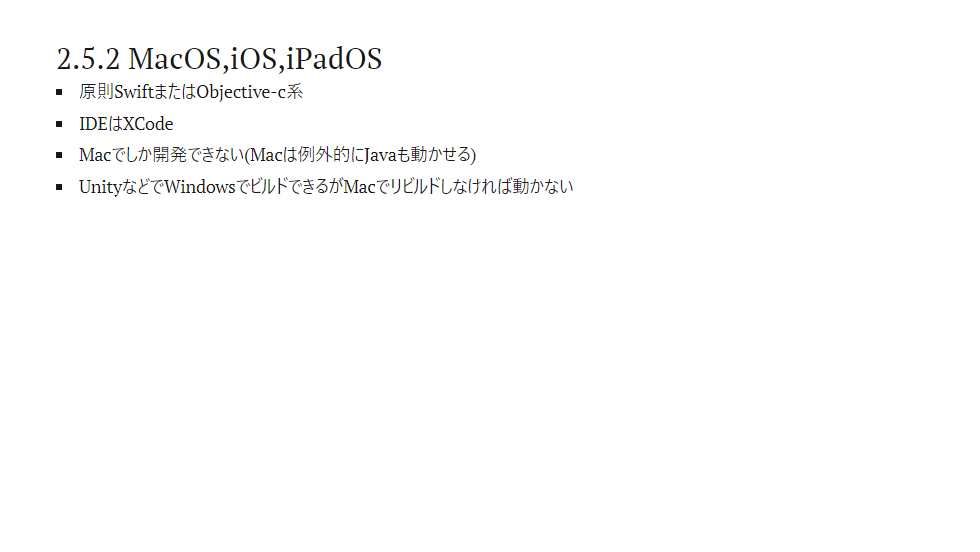 2.5.2 MacOS,iOS,iPadOS
原則SwiftまたはObjective-c系
IDEはXCode
Macでしか開発できない(Macは例外的にJavaも動かせる)
UnityなどでWindowsでビルドできるがMacでリビルドしなければ動かない